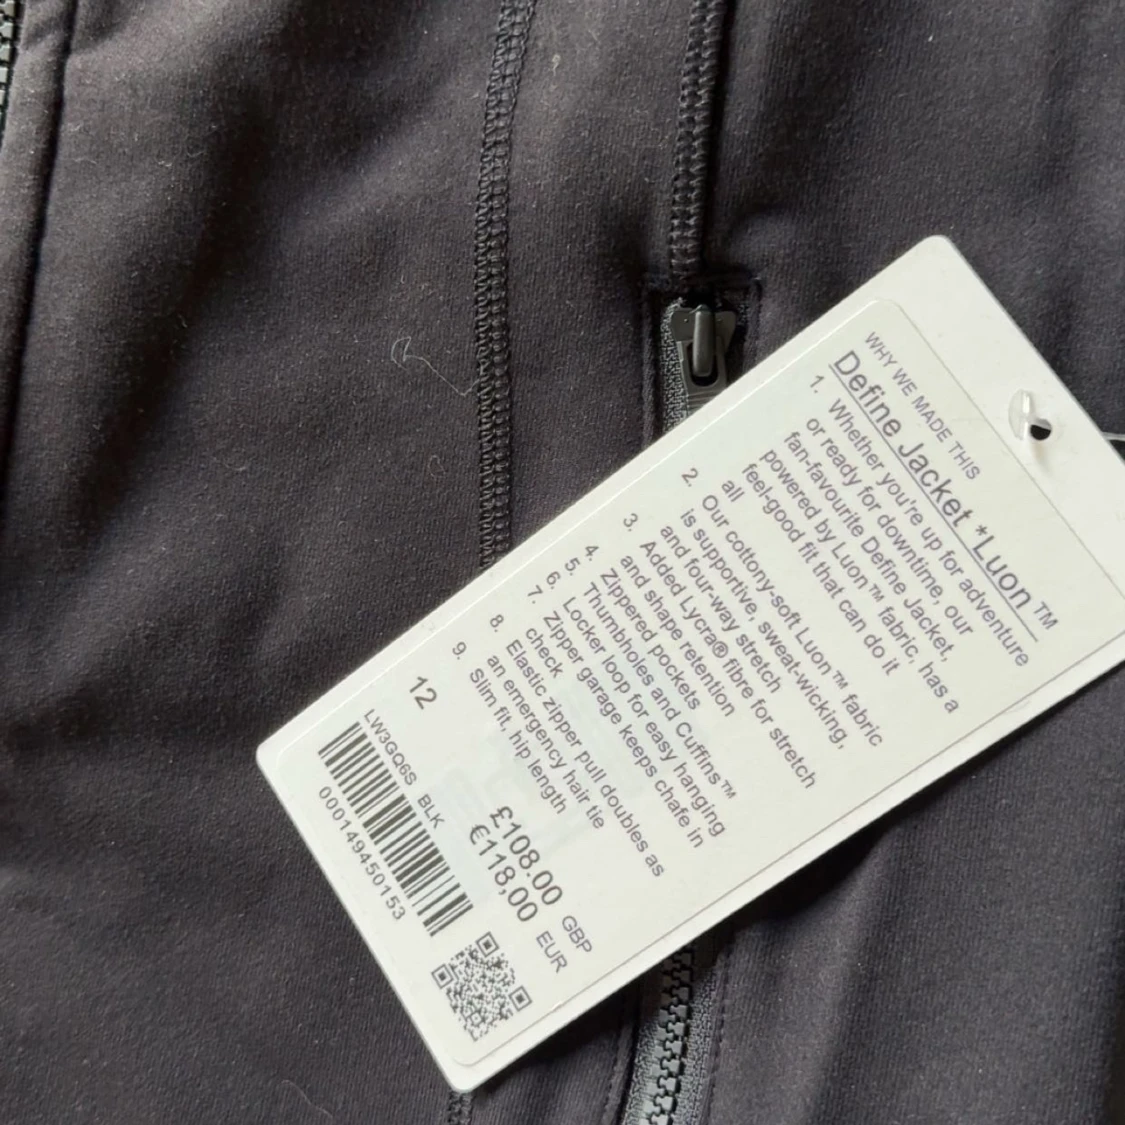 WHY WE MADE THIS
Define Jacket *Luon™
1. Whether you're up for adventure
or ready for downtime, our
fan-favourite Define Jacket,
powered by Luon™ fabric, has a
feel-good fit that can do it
all
2. Our cottony-soft Luon™ fabric
is supportive, sweat-wicking,
and four-way stretch
3. Added Lycra® fibre for stretch
and shape retention
4. Zippered pockets
5. Thumbholes and Cuffins™
6. Locker loop for easy hanging
7. Zipper garage keeps chafe in
check
8. Elastic zipper pull doubles as
an emergency hair tie
9. Slim fit, hip length
12
£108.00 GBP
€118,00 EUR
LW3GQ6S BLK
000149450153